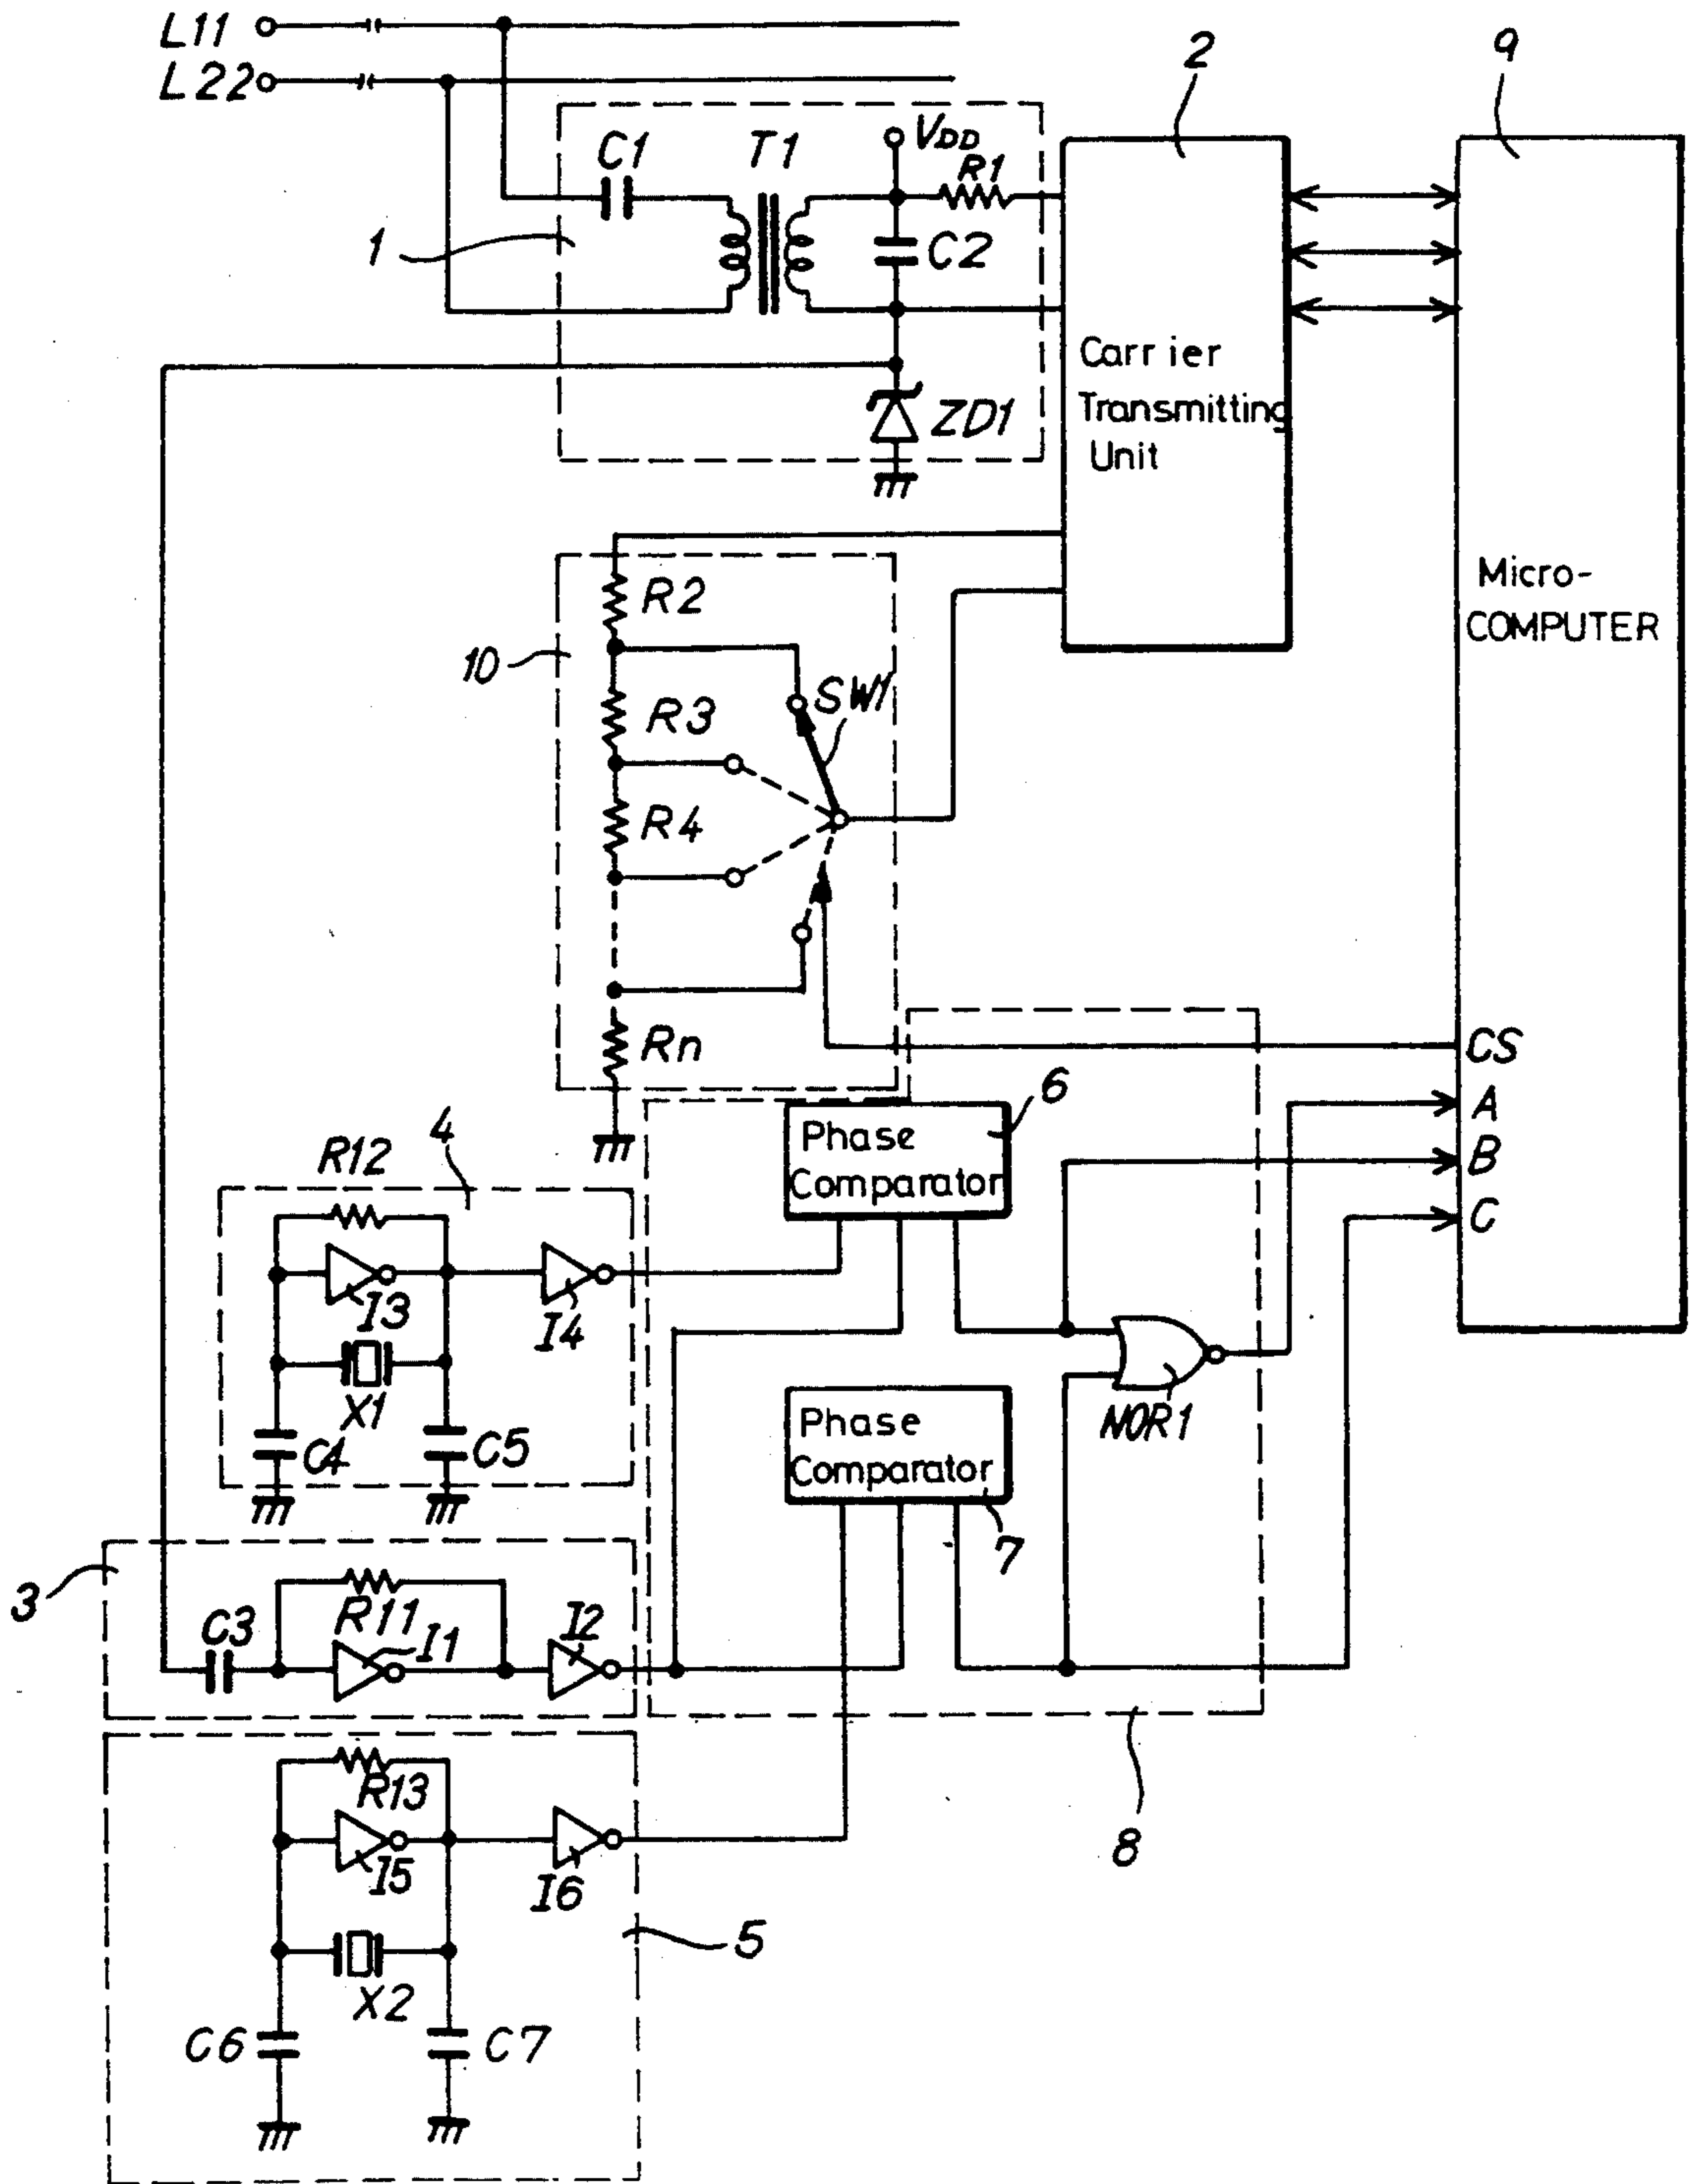 L11
L22
2
9
C1
T1
VDD
R1
1
C2
ZD1
Carrier
Transmitting
Unit
Micro-
COMPUTER
R2
10
SW1
R3
R4
Rn
CS
A
B
C
6
Phase
Comparator
4
R12
I3
I4
X1
C4
C5
NOR1
Phase
Comparator
7
3
R11
C3
I1
I2
8
R13
I5
I6
5
X2
C6
C7